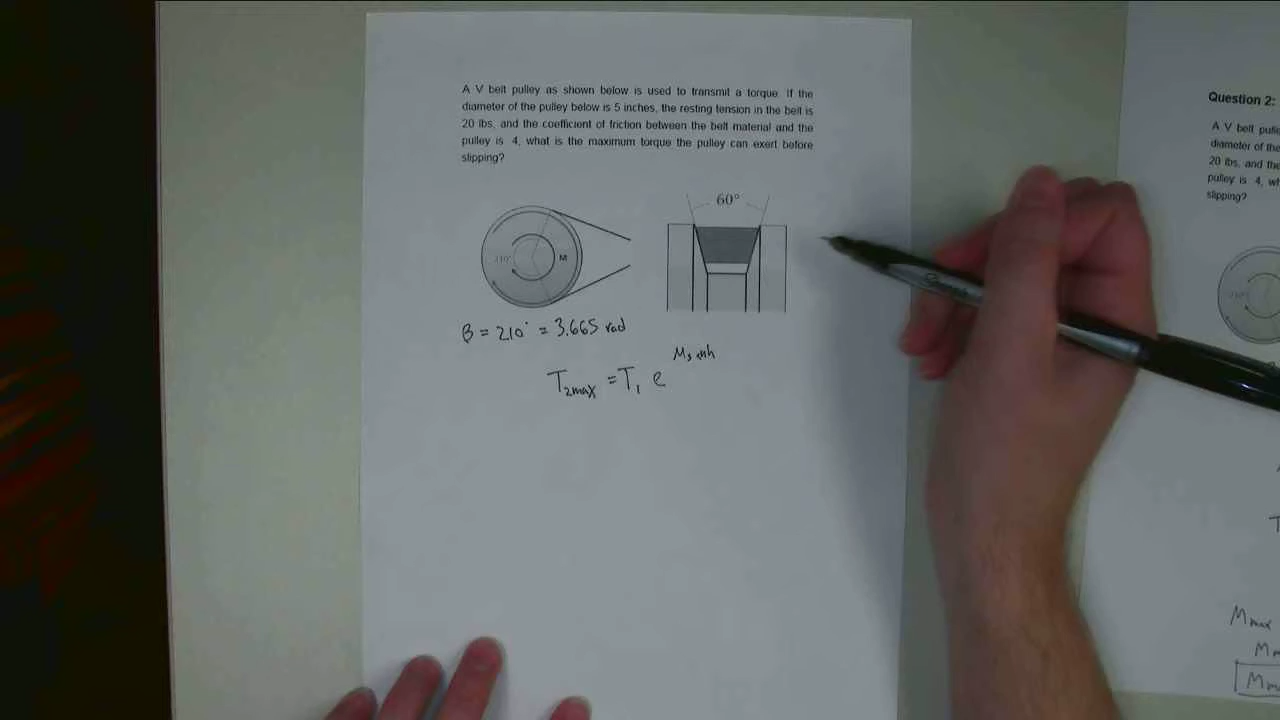 A V belt pulley as shown below is used to transmit a torque. If the
diameter of the pulley below is 5 inches, the resting tension in the belt is
20 lbs, and the coefficient of friction between the belt material and the
pulley is .4, what is the maximum torque the pulley can exert before
slipping?
60°
210° M
β = 210° = 3.665 rad
T2max = T1 e
Question 2:
A V belt pulle
diameter of the
20 lbs, and the
pulley is .4, wh
slipping?
T
Mmax